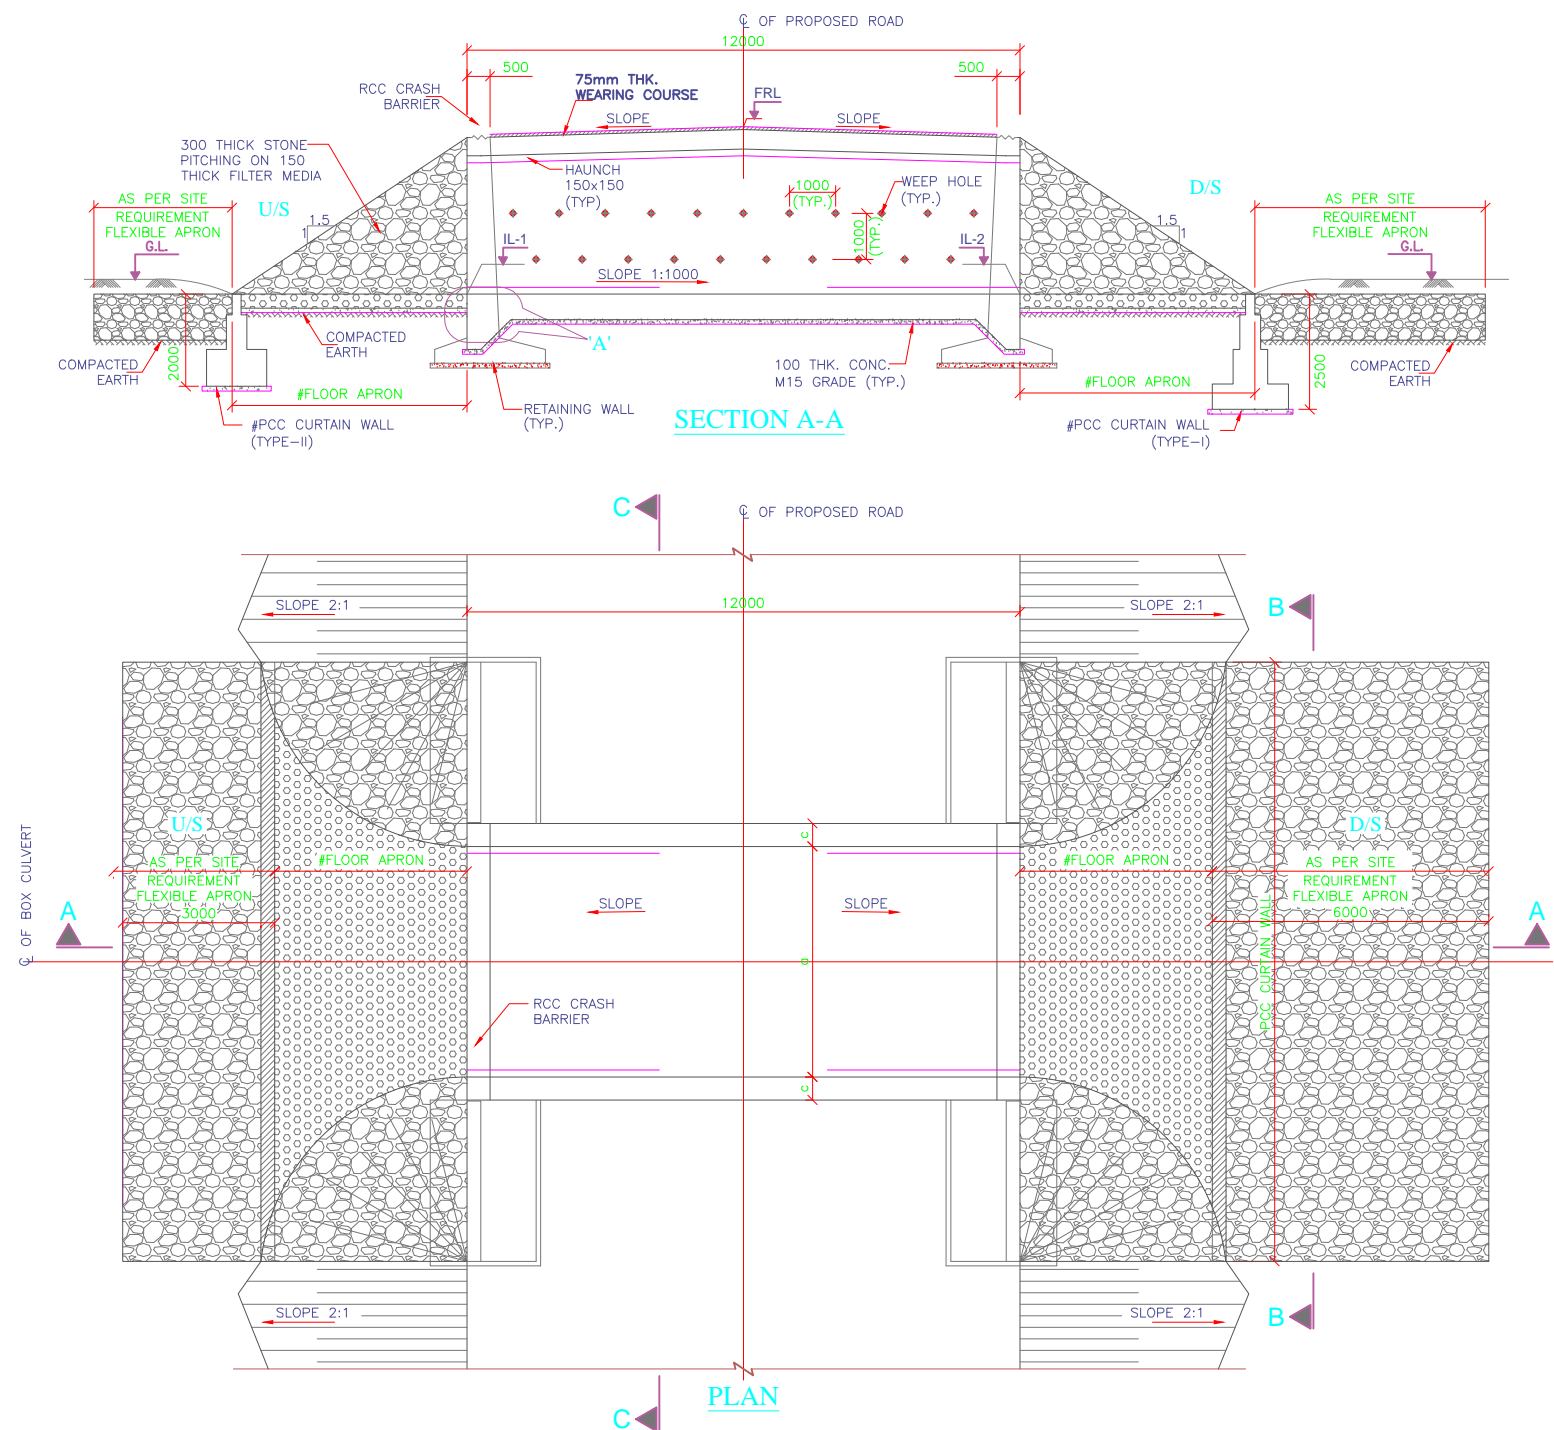 ℄ OF PROPOSED ROAD
12000
500
500
RCC CRASH
BARRIER
75mm THK.
WEARING COURSE
FRL
SLOPE
SLOPE
300 THICK STONE
PITCHING ON 150
THICK FILTER MEDIA
HAUNCH
150x150
(TYP)
1000
(TYP.)
WEEP HOLE
(TYP.)
1000
(TYP.)
U/S
D/S
AS PER SITE
REQUIREMENT
FLEXIBLE APRON
G.L.
AS PER SITE
REQUIREMENT
FLEXIBLE APRON
G.L.
1.5
1
1.5
1
IL-1
IL-2
SLOPE 1:1000
COMPACTED
EARTH
COMPACTED
EARTH
2000
'A'
100 THK. CONC.
M15 GRADE (TYP.)
COMPACTED
EARTH
2500
#FLOOR APRON
#FLOOR APRON
RETAINING WALL
(TYP.)
#PCC CURTAIN WALL
(TYPE-II)
#PCC CURTAIN WALL
(TYPE-I)
SECTION A-A
C
℄ OF PROPOSED ROAD
SLOPE 2:1
12000
SLOPE 2:1
B
U/S
D/S
c
AS PER SITE
REQUIREMENT
FLEXIBLE APRON
3000
#FLOOR APRON
#FLOOR APRON
AS PER SITE
REQUIREMENT
FLEXIBLE APRON
6000
A
A
SLOPE
SLOPE
℄ OF BOX CULVERT
a
PCC CURTAIN WALL
RCC CRASH
BARRIER
c
SLOPE 2:1
SLOPE 2:1
B
PLAN
C